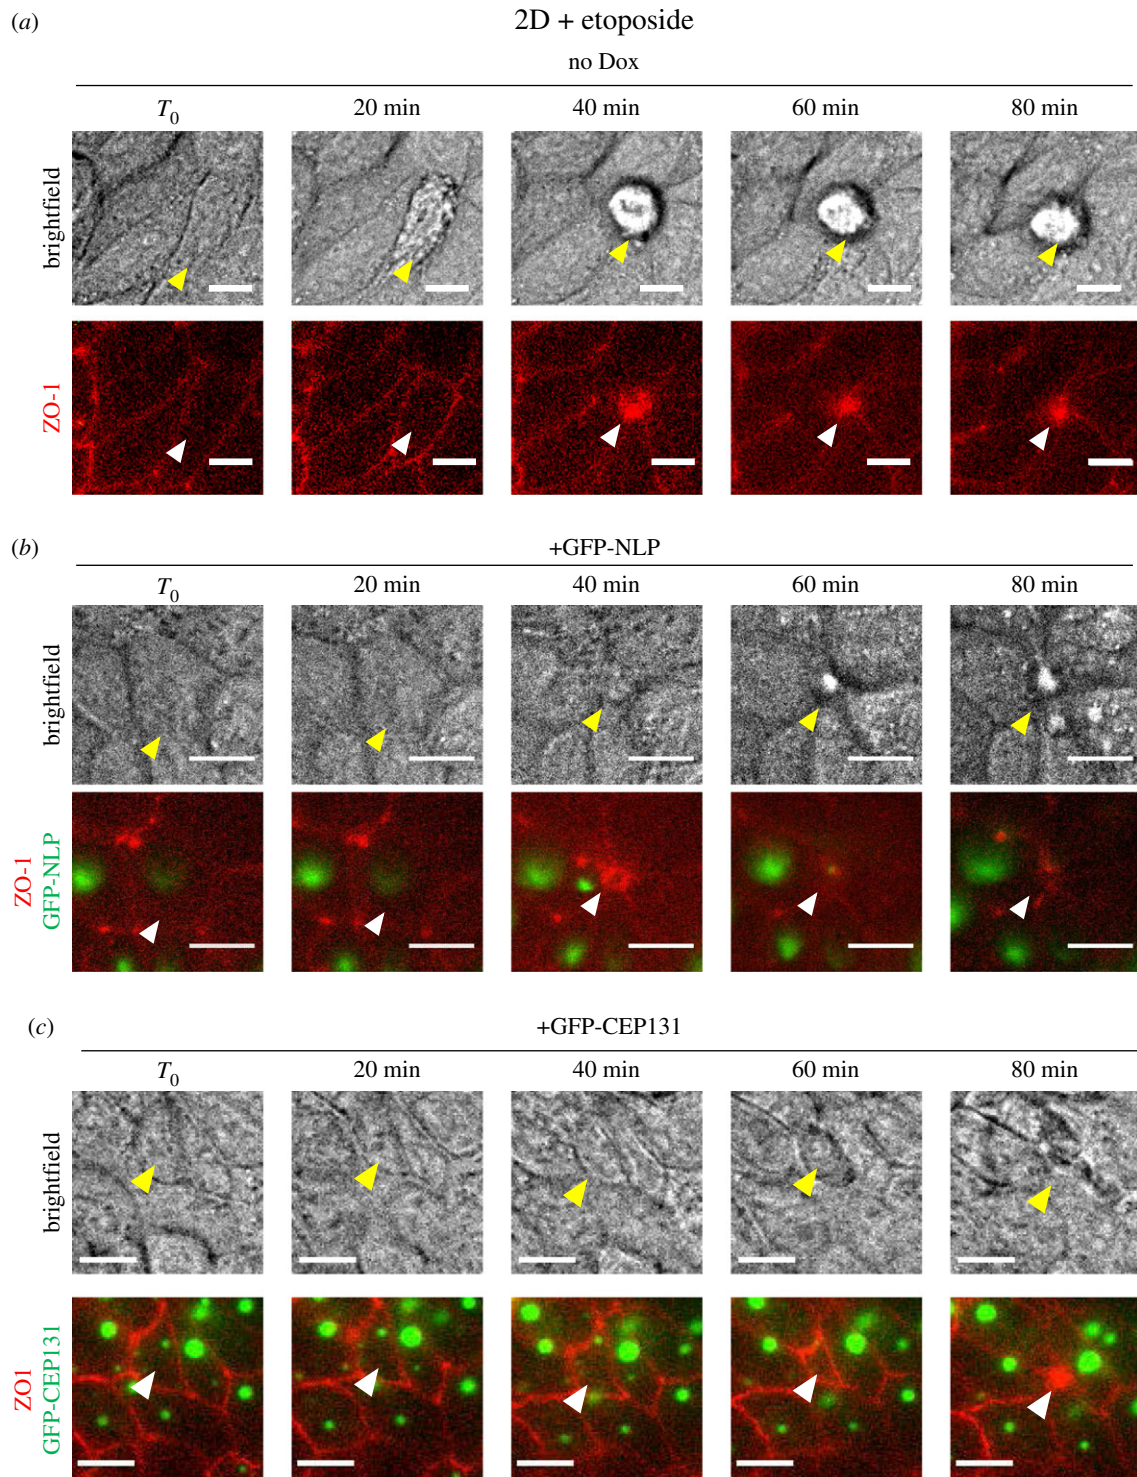 (a)
2D + etoposide
no Dox
T0 20 min 40 min 60 min 80 min
brightfield
ZO-1
(b)
+GFP-NLP
T0 20 min 40 min 60 min 80 min
brightfield
ZO-1
GFP-NLP
(c)
+GFP-CEP131
T0 20 min 40 min 60 min 80 min
brightfield
ZO1
GFP-CEP131